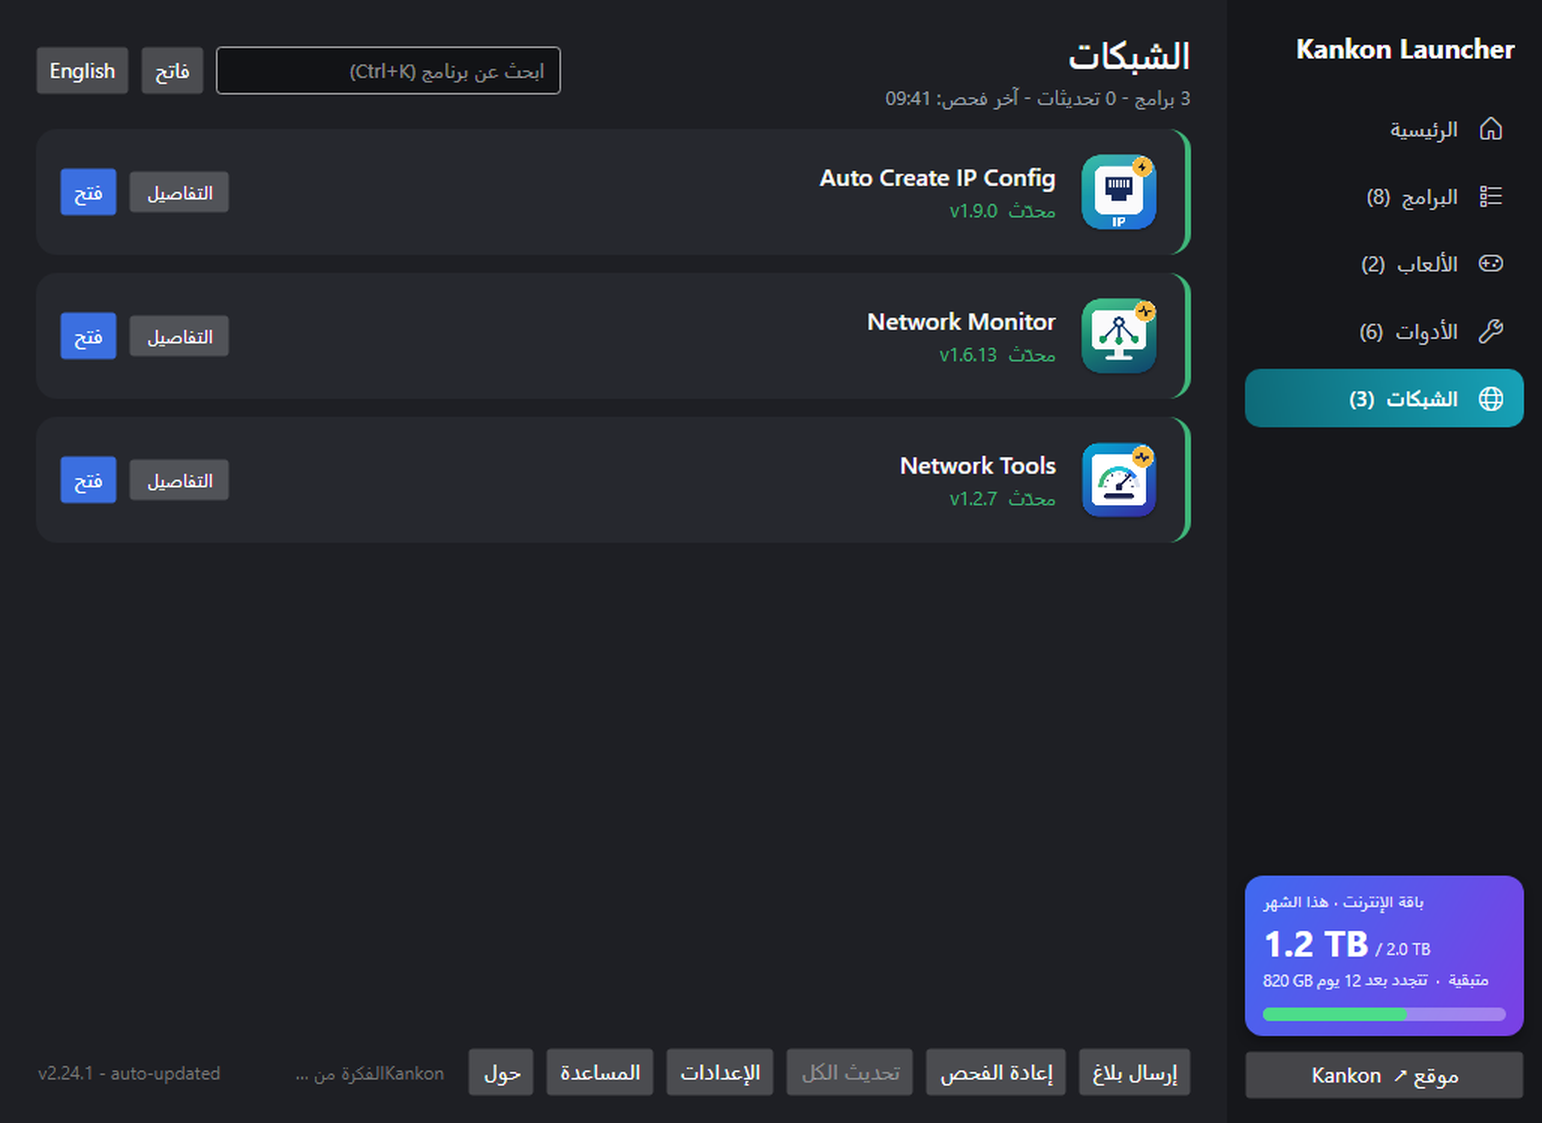 Kankon Launcher
الرئيسية
البرامج (8)
الألعاب (2)
الأدوات (6)
الشبكات (3)
باقة الإنترنت · هذا الشهر
1.2 TB / 2.0 TB
820 GB متبقية · تتجدد بعد 12 يوم
موقع Kankon ↗
الشبكات
3 برامج - 0 تحديثات - آخر فحص: 09:41
ابحث عن برنامج (Ctrl+K)
فاتح
English
IP
Auto Create IP Config
محدّث v1.9.0
التفاصيل
فتح
Network Monitor
محدّث v1.6.13
التفاصيل
فتح
Network Tools
محدّث v1.2.7
التفاصيل
فتح
إرسال بلاغ
إعادة الفحص
تحديث الكل
الإعدادات
المساعدة
حول
Kankonالفكرة من ...
v2.24.1 - auto-updated